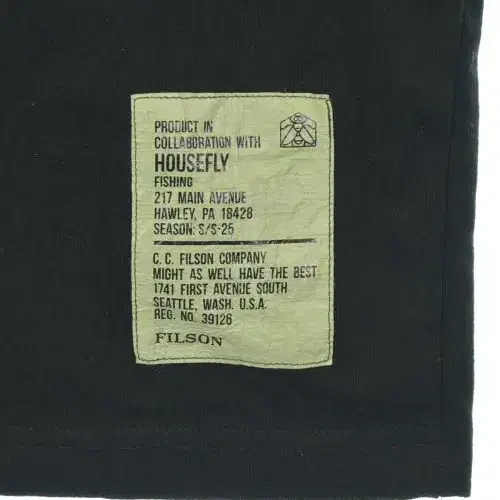 PRODUCT IN
COLLABORATION WITH
HOUSEFLY
FISHING
217 MAIN AVENUE
HAWLEY, PA 18428
SEASON: S/S-25
C. C. FILSON COMPANY
MIGHT AS WELL HAVE THE BEST
1741 FIRST AVENUE SOUTH
SEATTLE, WASH. U.S.A.
REG. NO. 39126
FILSON